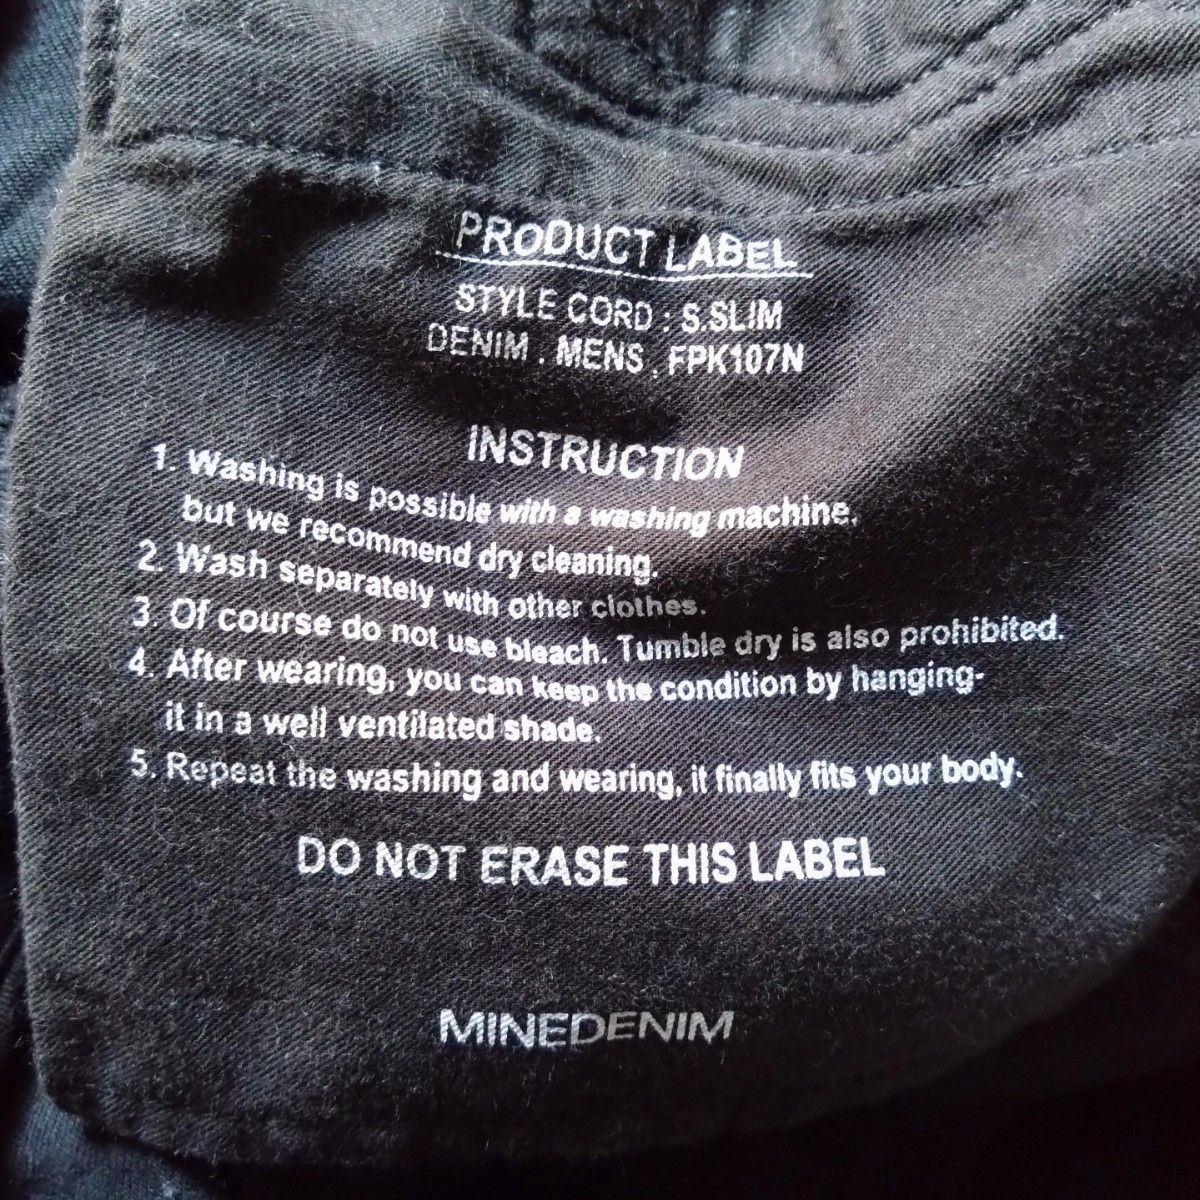 PRODUCT LABEL
STYLE CORD : S.SLIM
DENIM . MENS . FPK107N
INSTRUCTION
1. Washing is possible with a washing machine.
but we recommend dry cleaning.
2. Wash separately with other clothes.
3. Of course do not use bleach. Tumble dry is also prohibited.
4. After wearing, you can keep the condition by hanging-
it in a well ventilated shade.
5. Repeat the washing and wearing, it finally fits your body.
DO NOT ERASE THIS LABEL
MINEDENIM